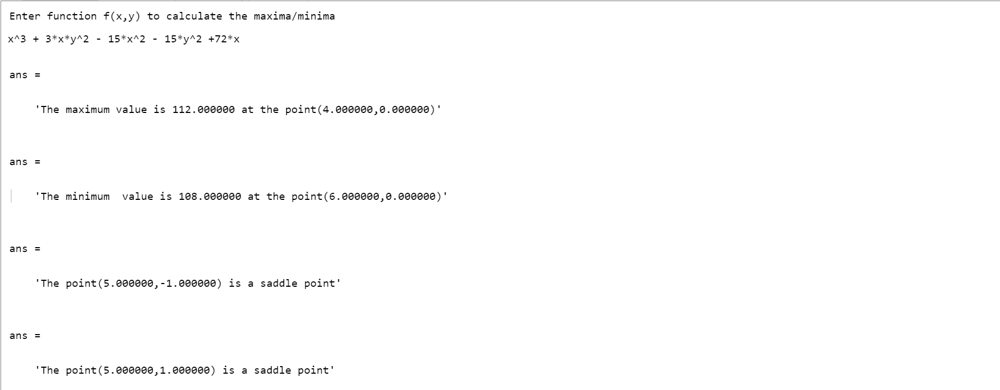 Enter function f(x,y) to calculate the maxima/minima
x^3 + 3*x*y^2 - 15*x^2 - 15*y^2 +72*x
ans =
'The maximum value is 112.000000 at the point(4.000000,0.000000)'
ans =
'The minimum  value is 108.000000 at the point(6.000000,0.000000)'
ans =
'The point(5.000000,-1.000000) is a saddle point'
ans =
'The point(5.000000,1.000000) is a saddle point'